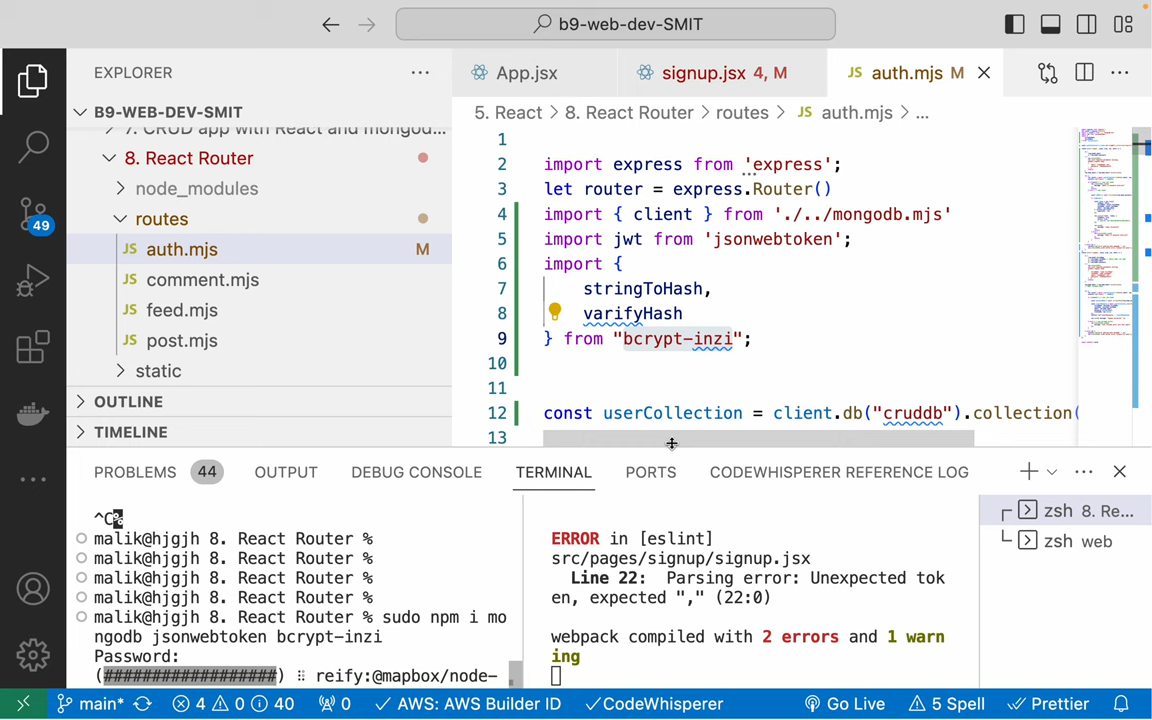 b9-web-dev-SMIT
EXPLORER
B9-WEB-DEV-SMIT
7. CRUD app with React and mongod...
8. React Router
node_modules
routes
JS auth.mjs M
JS comment.mjs
JS feed.mjs
JS post.mjs
static
OUTLINE
TIMELINE
49
App.jsx
signup.jsx 4, M
JS auth.mjs M
5. React > 8. React Router > routes > JS auth.mjs > ...
1
2 import express from 'express';
3 let router = express.Router()
4 import { client } from './../mongodb.mjs'
5 import jwt from 'jsonwebtoken';
6 import {
7 stringToHash,
8 varifyHash
9 } from "bcrypt-inzi";
10
11
12 const userCollection = client.db("cruddb").collection(
13
PROBLEMS 44 OUTPUT DEBUG CONSOLE TERMINAL PORTS CODEWHISPERER REFERENCE LOG
^C%
malik@hjgjh 8. React Router %
malik@hjgjh 8. React Router %
malik@hjgjh 8. React Router %
malik@hjgjh 8. React Router %
malik@hjgjh 8. React Router % sudo npm i mo
ngodb jsonwebtoken bcrypt-inzi
Password:
(##################) ⠿ reify:@mapbox/node-
ERROR in [eslint]
src/pages/signup/signup.jsx
Line 22: Parsing error: Unexpected tok
en, expected "," (22:0)
webpack compiled with 2 errors and 1 warn
ing
zsh 8. Re...
zsh web
main* 4 0 40 0 AWS: AWS Builder ID CodeWhisperer Go Live 5 Spell Prettier